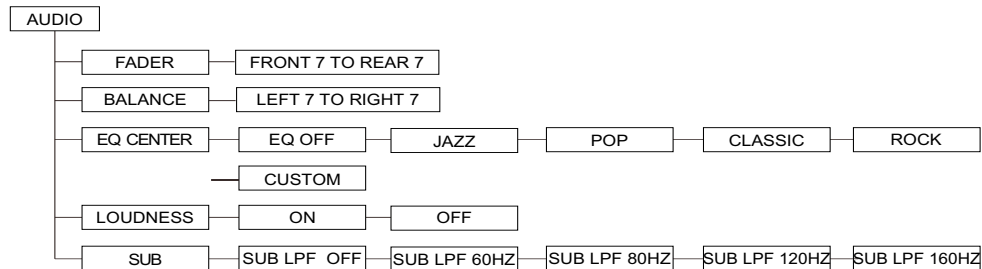 AUDIO
FADER FRONT 7 TO REAR 7
BALANCE LEFT 7 TO RIGHT 7
EQ CENTER EQ OFF JAZZ POP CLASSIC ROCK
CUSTOM
LOUDNESS ON OFF
SUB SUB LPF OFF SUB LPF 60HZ SUB LPF 80HZ SUB LPF 120HZ SUB LPF 160HZ